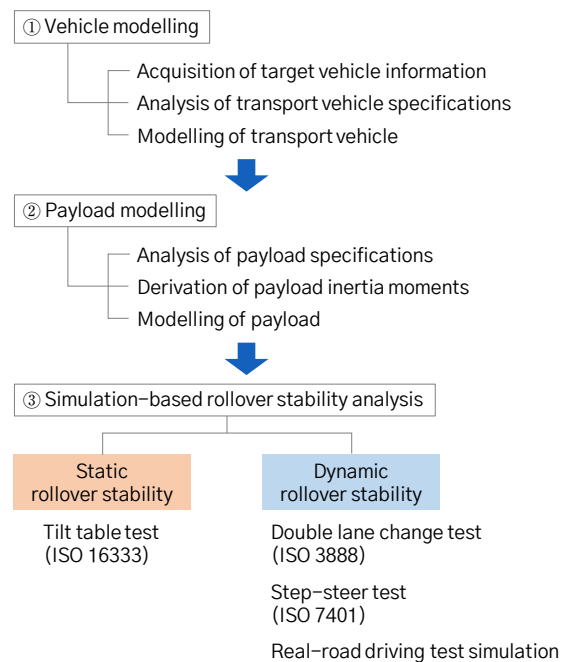 ① Vehicle modelling
Acquisition of target vehicle information
Analysis of transport vehicle specifications
Modelling of transport vehicle
② Payload modelling
Analysis of payload specifications
Derivation of payload inertia moments
Modelling of payload
③ Simulation-based rollover stability analysis
Static
rollover stability
Tilt table test
(ISO 16333)
Dynamic
rollover stability
Double lane change test
(ISO 3888)
Step-steer test
(ISO 7401)
Real-road driving test simulation